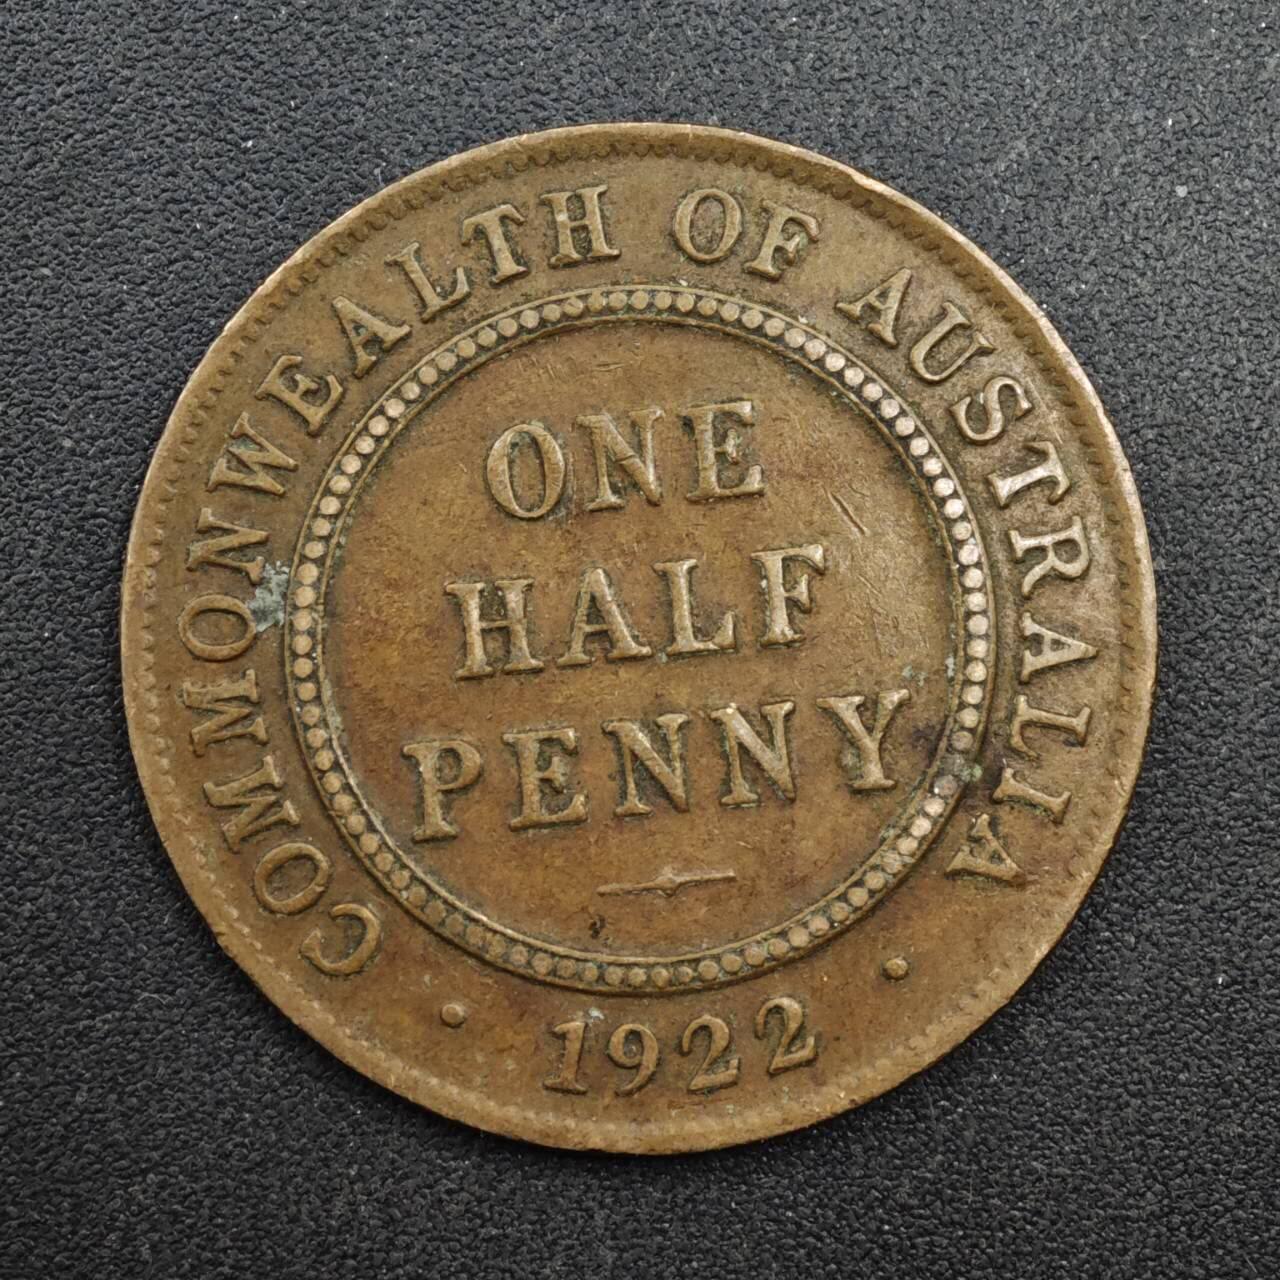 COMMONWEALTH OF AUSTRALIA
ONE
HALF
PENNY
· 1922 ·